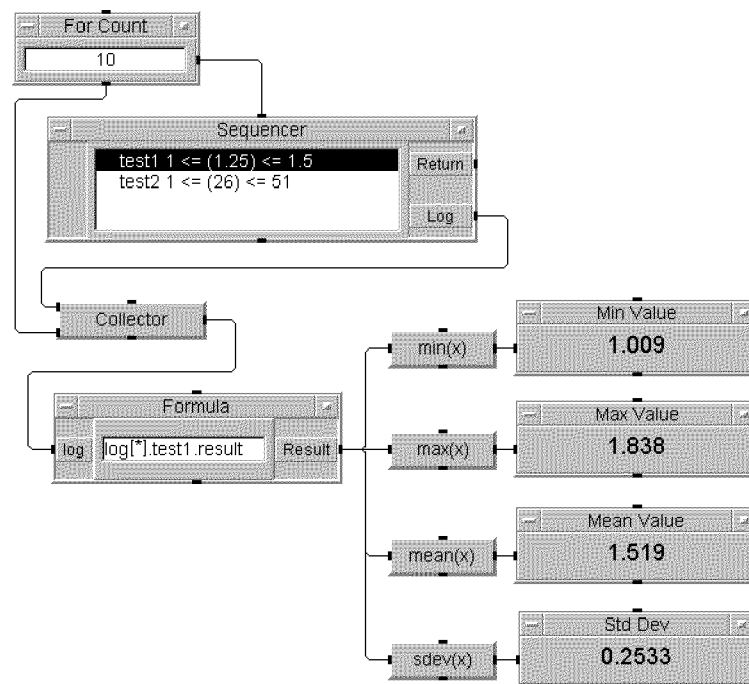 For Count
10
Sequencer
test1 1 <= (1.25) <= 1.5
test2 1 <= (26) <= 51
Return
Log
Collector
Formula
log
log[*].test1.result
Result
min(x)
Min Value
1.009
max(x)
Max Value
1.838
mean(x)
Mean Value
1.519
sdev(x)
Std Dev
0.2533